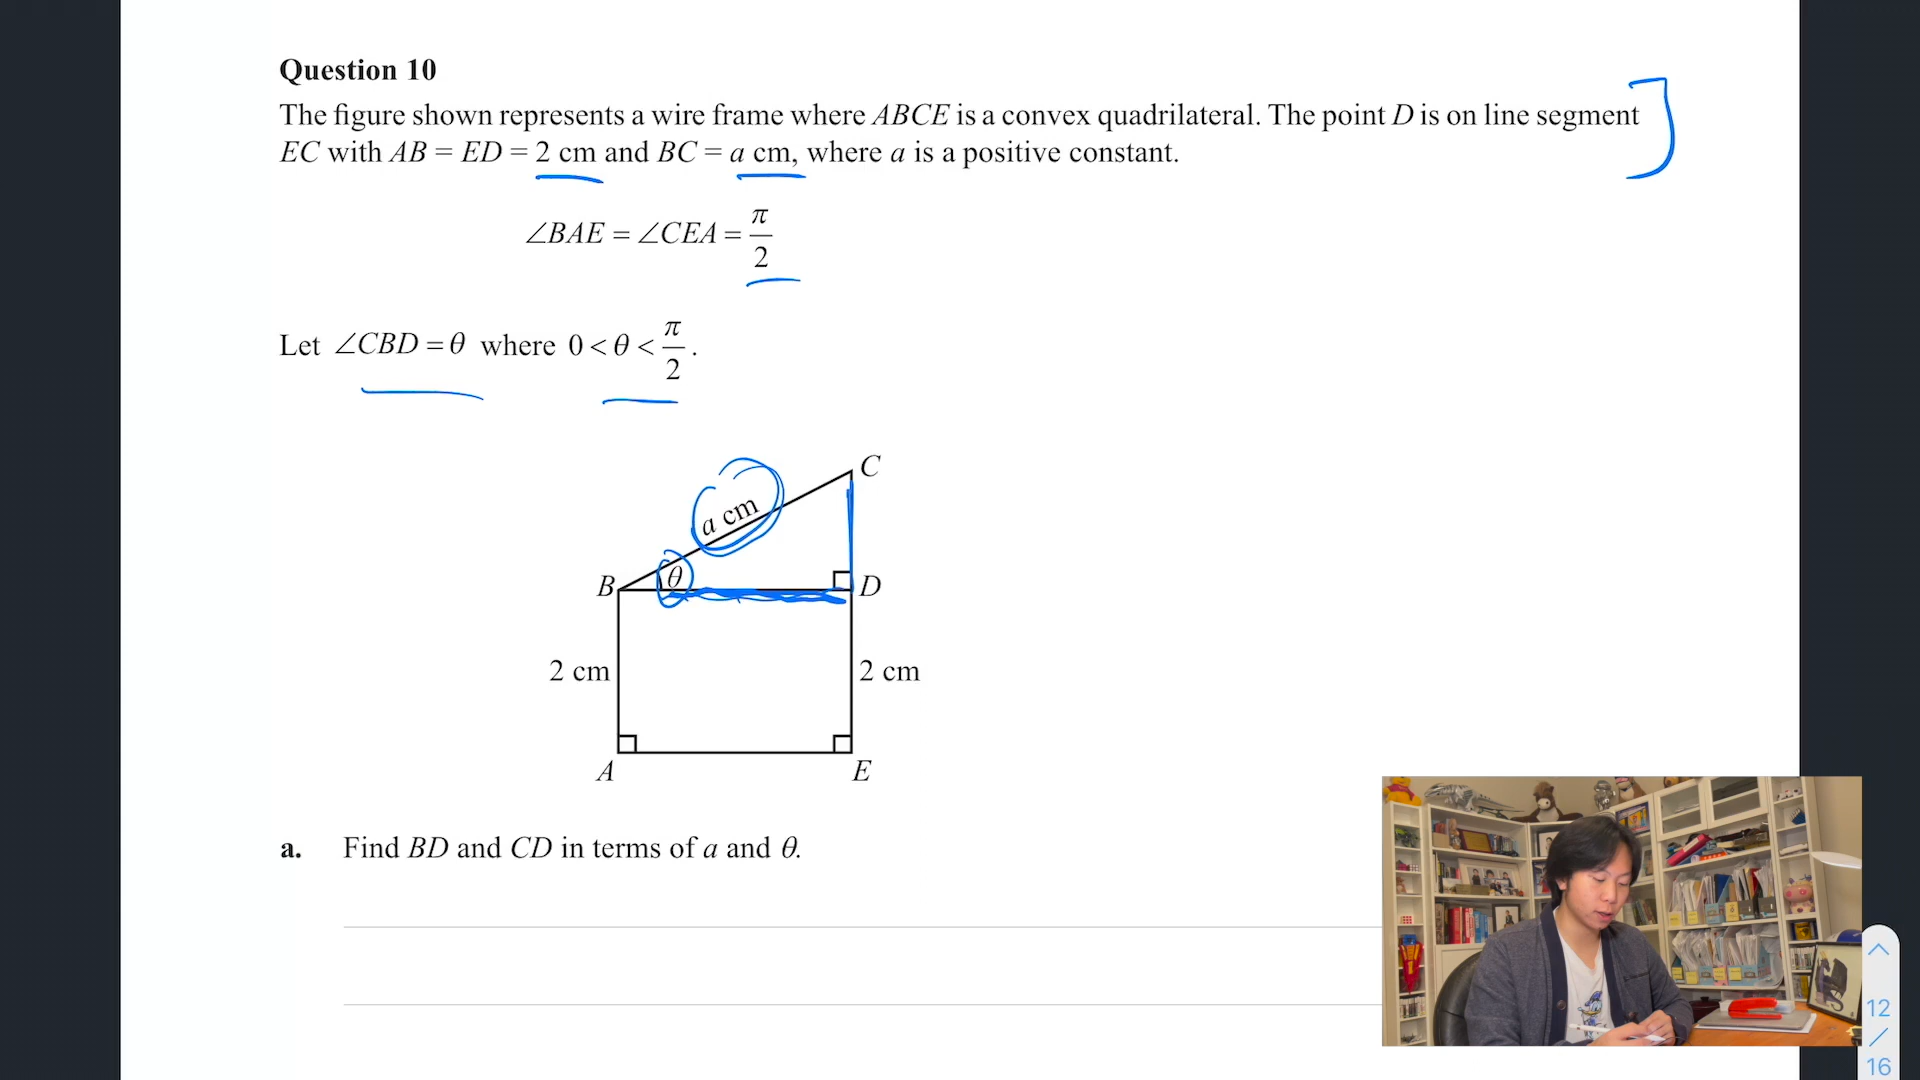 Question 10
The figure shown represents a wire frame where ABCE is a convex quadrilateral. The point D is on line segment
EC with AB = ED = 2 cm and BC = a cm, where a is a positive constant.
∠BAE = ∠CEA = π/2
Let ∠CBD = θ where 0 < θ < π/2.
C
a cm
B
θ
D
2 cm
2 cm
A
E
a. Find BD and CD in terms of a and θ.
12
/
16